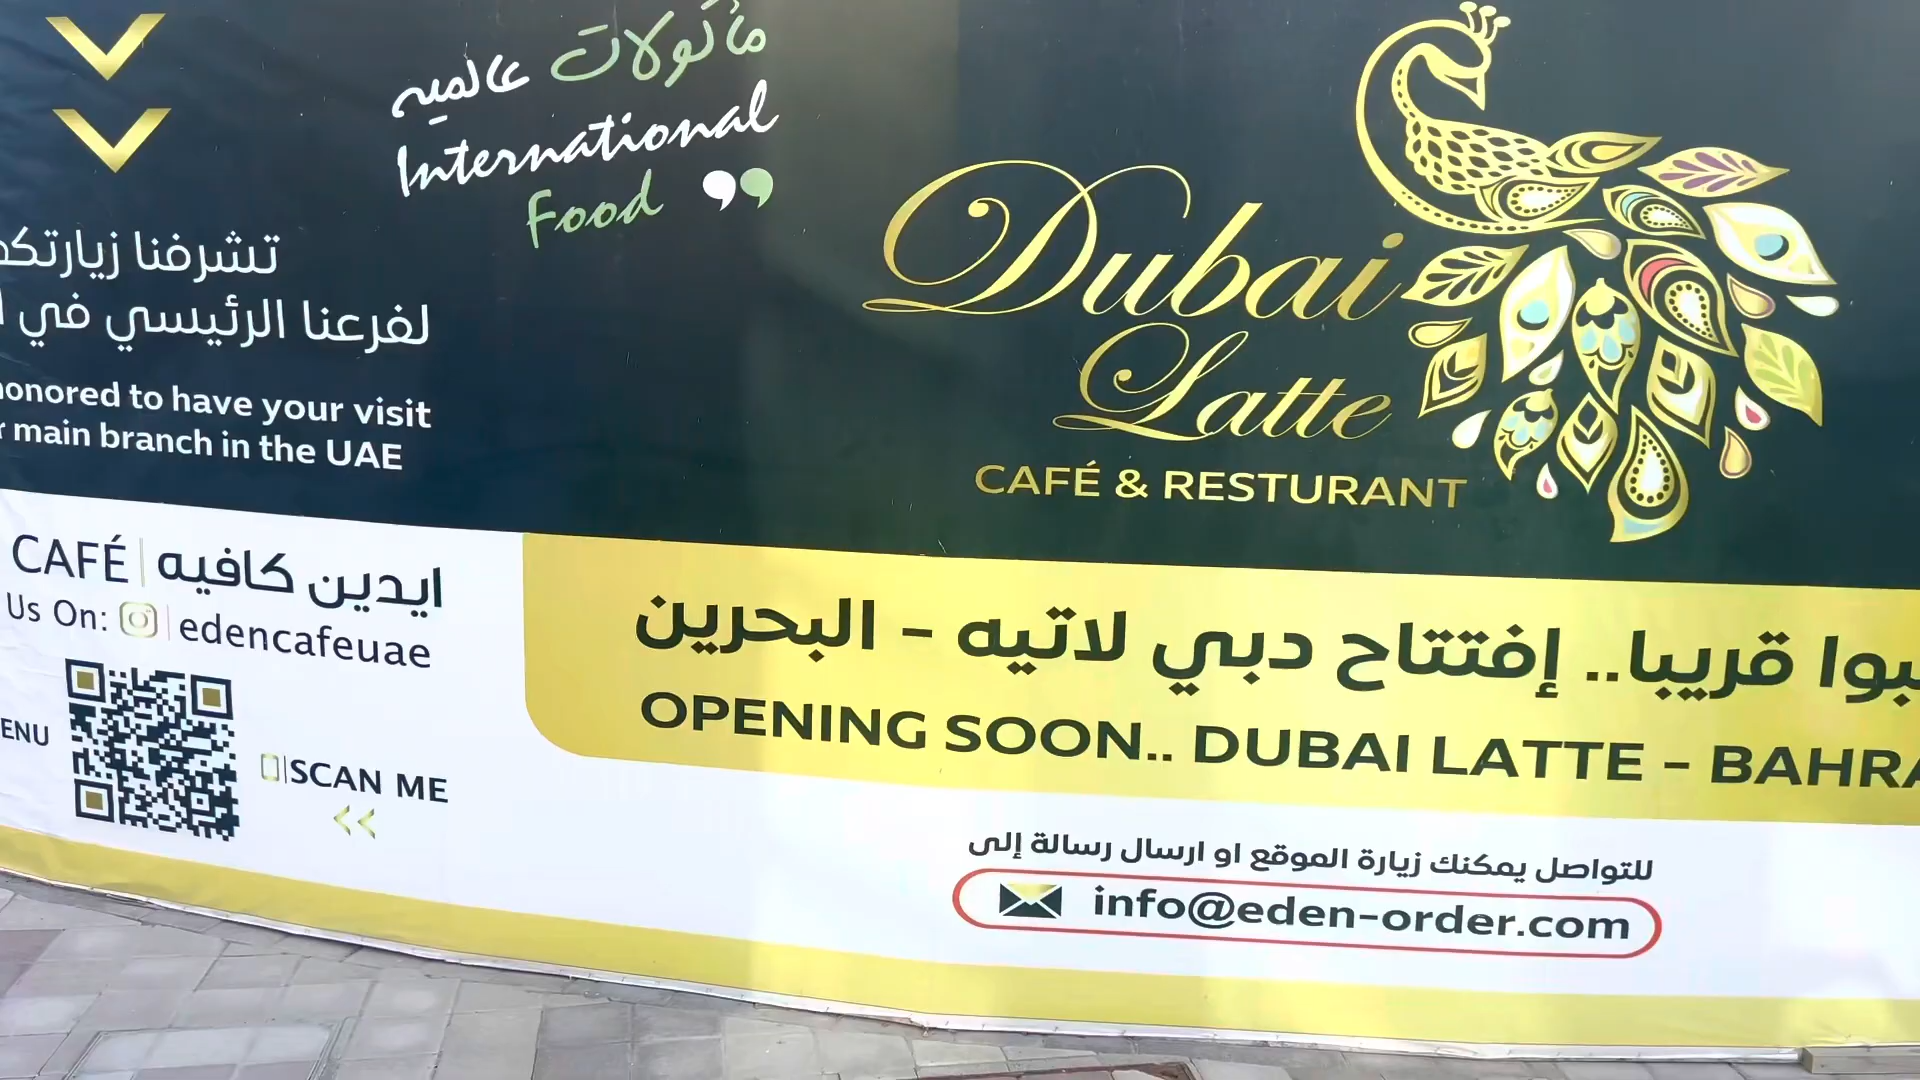 مأكولات عالميه
International
Food
تشرفنا زيارتكم
لفرعنا الرئيسي في
honored to have your visit
main branch in the UAE
CAFÉ | ايدين كافيه
Us On: | edencafeuae
SCAN ME
<<
Dubai
Latte
CAFÉ & RESTURANT
قريبا.. إفتتاح دبي لاتيه - البحرين
OPENING SOON.. DUBAI LATTE - BAHRA
للتواصل يمكنك زيارة الموقع او ارسال رسالة إلى
info@eden-order.com